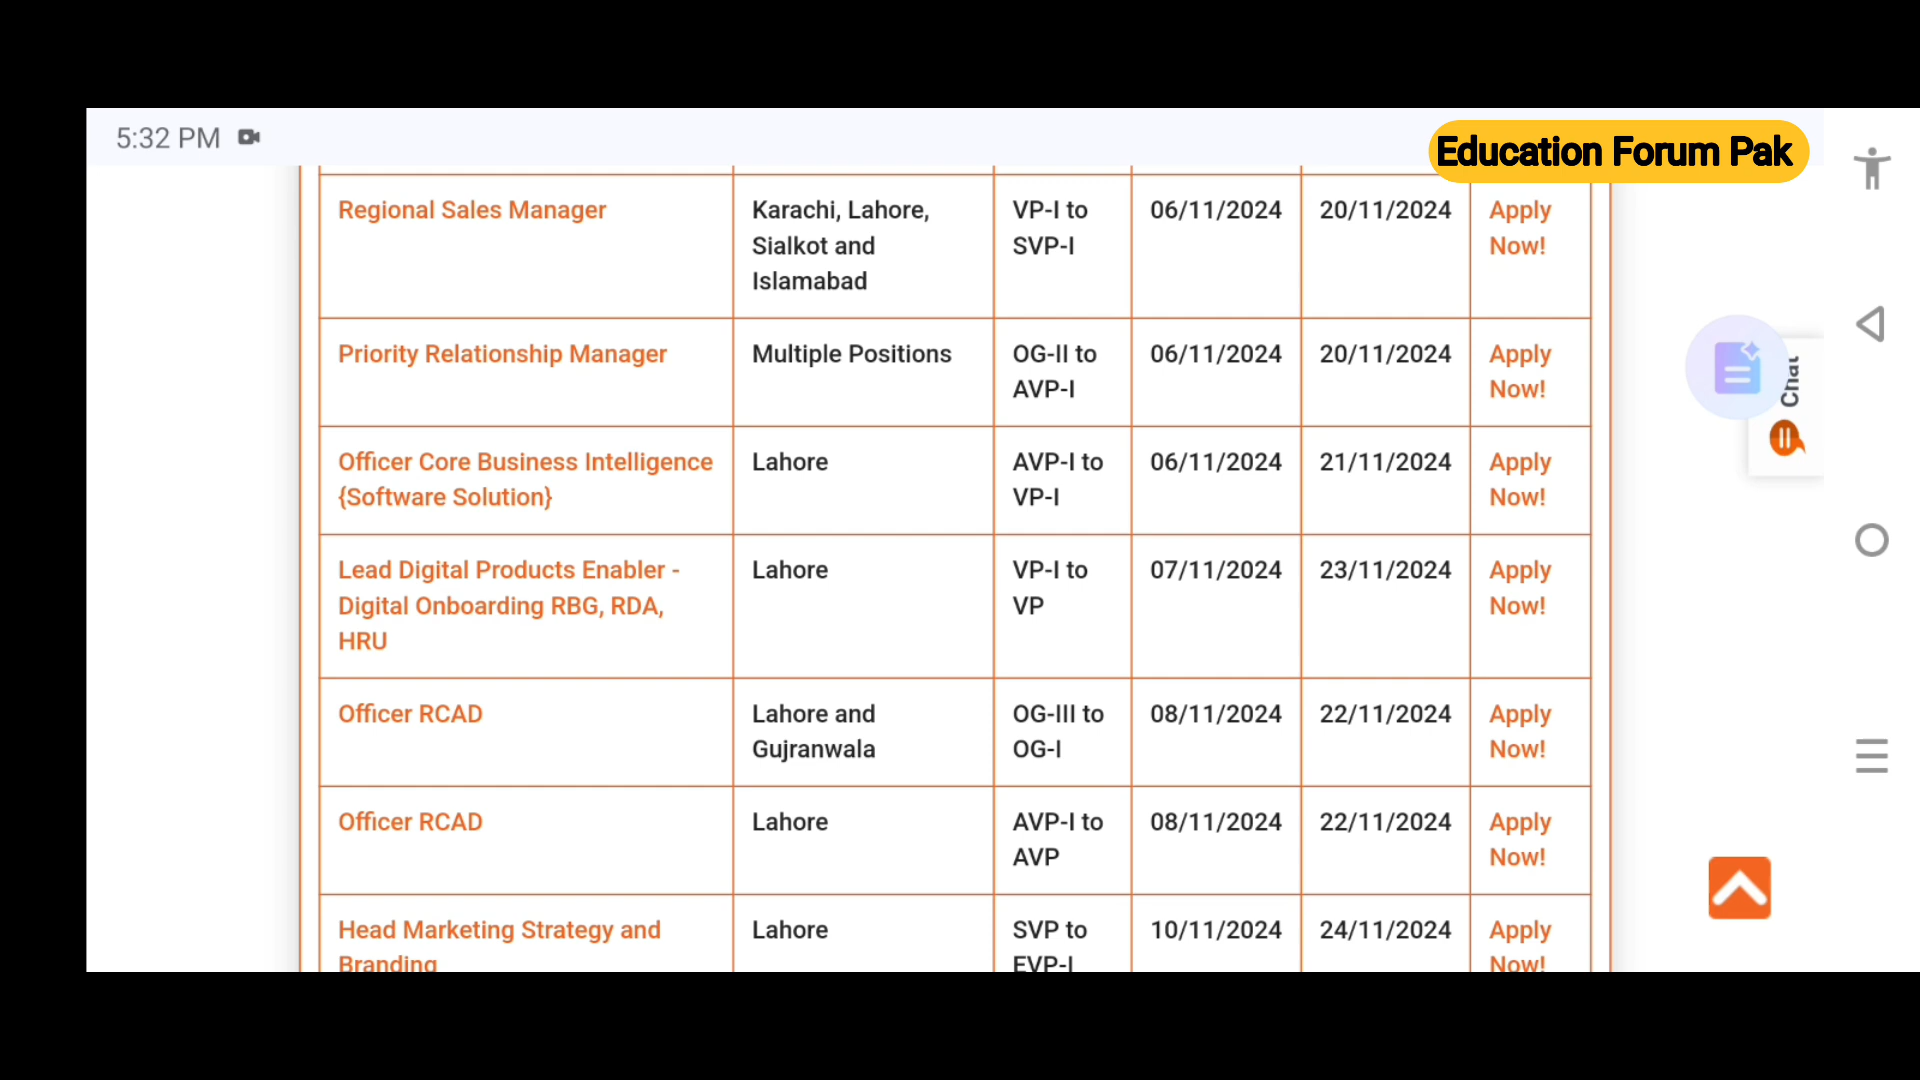 5:32 PM
Education Forum Pak
Regional Sales Manager
Karachi, Lahore,
Sialkot and
Islamabad
VP-I to
SVP-I
06/11/2024
20/11/2024
Apply
Now!
Priority Relationship Manager
Multiple Positions
OG-II to
AVP-I
06/11/2024
20/11/2024
Apply
Now!
Officer Core Business Intelligence
{Software Solution}
Lahore
AVP-I to
VP-I
06/11/2024
21/11/2024
Apply
Now!
Lead Digital Products Enabler -
Digital Onboarding RBG, RDA,
HRU
Lahore
VP-I to
VP
07/11/2024
23/11/2024
Apply
Now!
Officer RCAD
Lahore and
Gujranwala
OG-III to
OG-I
08/11/2024
22/11/2024
Apply
Now!
Officer RCAD
Lahore
AVP-I to
AVP
08/11/2024
22/11/2024
Apply
Now!
Head Marketing Strategy and
Branding
Lahore
SVP to
EVP-I
10/11/2024
24/11/2024
Apply
Now!
Chat